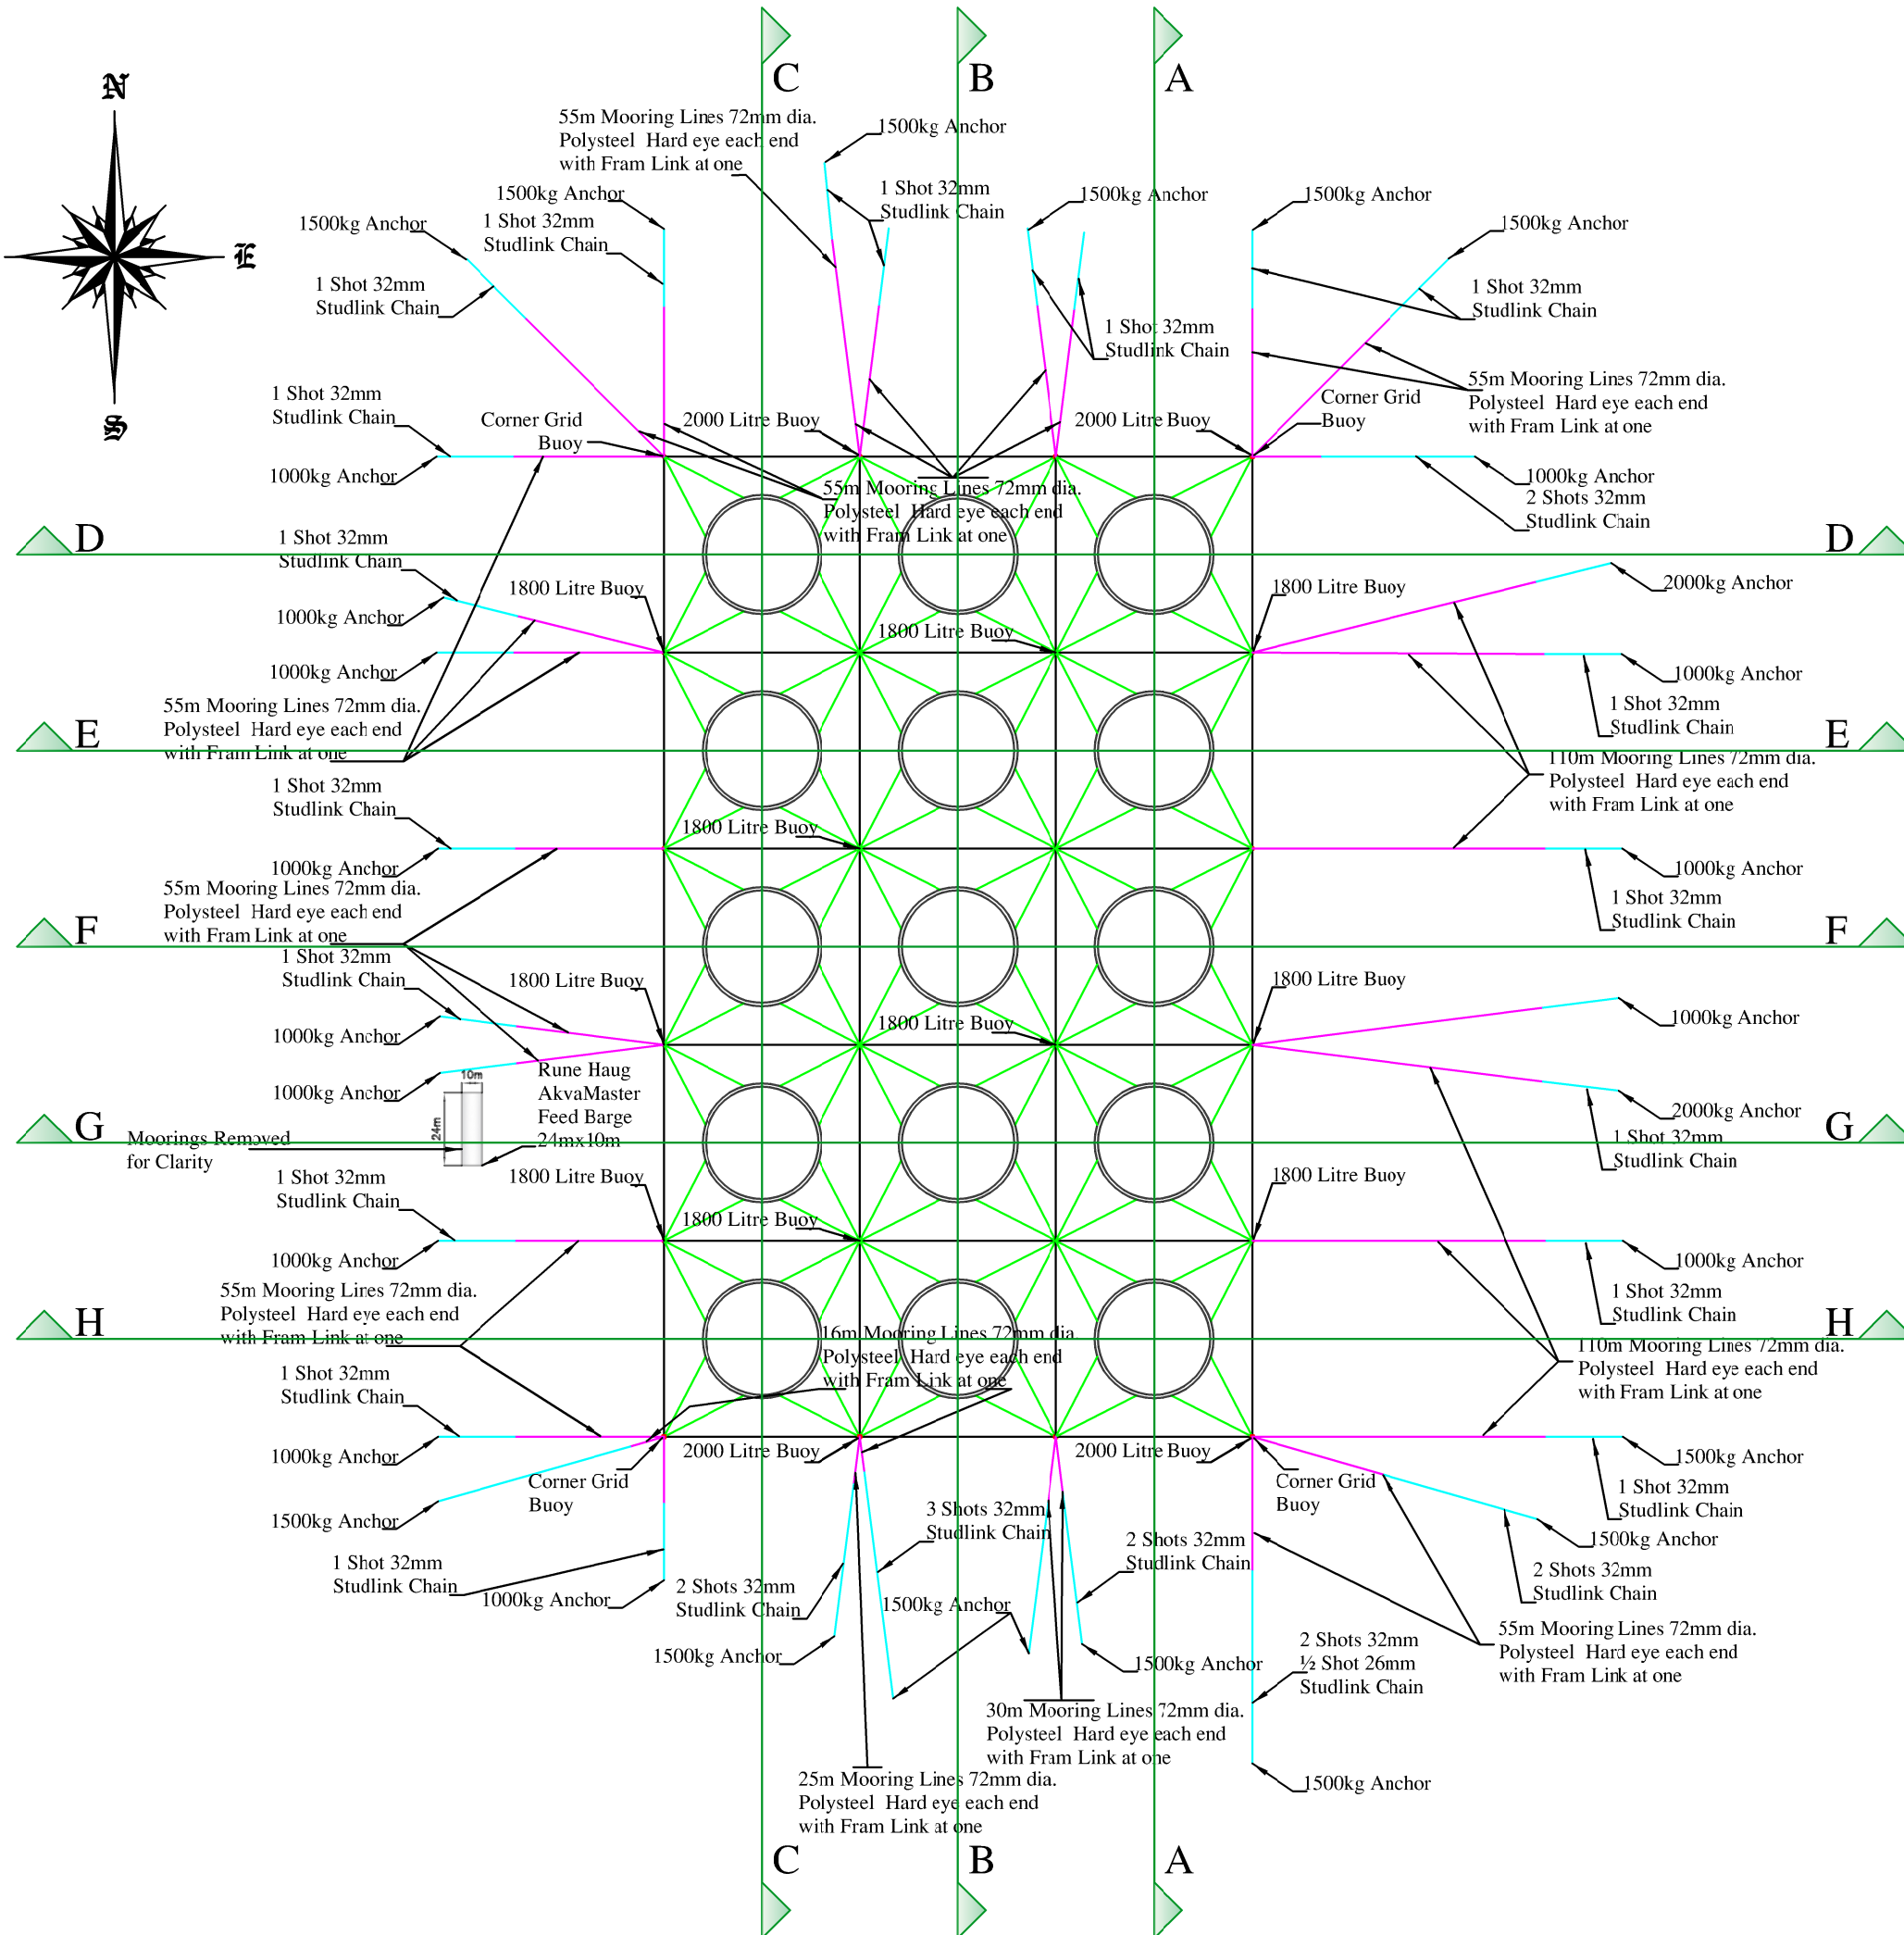 C
B
A
N
E
S
55m Mooring Lines 72mm dia.
Polysteel Hard eye each end
with Fram Link at one
1500kg Anchor
1 Shot 32mm
Studlink Chain
1500kg Anchor
1 Shot 32mm
Studlink Chain
1500kg Anchor
1 Shot 32mm
Studlink Chain
1500kg Anchor
1 Shot 32mm
Studlink Chain
1500kg Anchor
1500kg Anchor
1 Shot 32mm
Studlink Chain
55m Mooring Lines 72mm dia.
Polysteel Hard eye each end
with Fram Link at one
1 Shot 32mm
Studlink Chain
1000kg Anchor
Corner Grid
Buoy
2000 Litre Buoy
2000 Litre Buoy
Corner Grid
Buoy
55m Mooring Lines 72mm dia.
Polysteel Hard eye each end
with Fram Link at one
1000kg Anchor
2 Shots 32mm
Studlink Chain
D
D
1 Shot 32mm
Studlink Chain
1000kg Anchor
1800 Litre Buoy
1800 Litre Buoy
1800 Litre Buoy
2000kg Anchor
1000kg Anchor
1000kg Anchor
1 Shot 32mm
Studlink Chain
55m Mooring Lines 72mm dia.
Polysteel Hard eye each end
with Fram Link at one
E
E
110m Mooring Lines 72mm dia.
Polysteel Hard eye each end
with Fram Link at one
1 Shot 32mm
Studlink Chain
1000kg Anchor
1800 Litre Buoy
1000kg Anchor
1 Shot 32mm
Studlink Chain
55m Mooring Lines 72mm dia.
Polysteel Hard eye each end
with Fram Link at one
F
F
1 Shot 32mm
Studlink Chain
1800 Litre Buoy
1800 Litre Buoy
1800 Litre Buoy
1000kg Anchor
1000kg Anchor
1000kg Anchor
2000kg Anchor
1 Shot 32mm
Studlink Chain
10m
24m
Rune Haug
AkvaMaster
Feed Barge
24mx10m
G
G
Moorings Removed
for Clarity
1 Shot 32mm
Studlink Chain
1800 Litre Buoy
1800 Litre Buoy
1800 Litre Buoy
1000kg Anchor
1000kg Anchor
1 Shot 32mm
Studlink Chain
55m Mooring Lines 72mm dia.
Polysteel Hard eye each end
with Fram Link at one
H
H
16m Mooring Lines 72mm dia.
Polysteel Hard eye each end
with Fram Link at one
110m Mooring Lines 72mm dia.
Polysteel Hard eye each end
with Fram Link at one
1 Shot 32mm
Studlink Chain
1000kg Anchor
2000 Litre Buoy
2000 Litre Buoy
1500kg Anchor
1 Shot 32mm
Studlink Chain
Corner Grid
Buoy
Corner Grid
Buoy
1500kg Anchor
3 Shots 32mm
Studlink Chain
1500kg Anchor
2 Shots 32mm
Studlink Chain
1 Shot 32mm
Studlink Chain
1000kg Anchor
2 Shots 32mm
Studlink Chain
2 Shots 32mm
Studlink Chain
1500kg Anchor
1500kg Anchor
1500kg Anchor
2 Shots 32mm
½ Shot 26mm
Studlink Chain
55m Mooring Lines 72mm dia.
Polysteel Hard eye each end
with Fram Link at one
30m Mooring Lines 72mm dia.
Polysteel Hard eye each end
with Fram Link at one
25m Mooring Lines 72mm dia.
Polysteel Hard eye each end
with Fram Link at one
1500kg Anchor
C
B
A